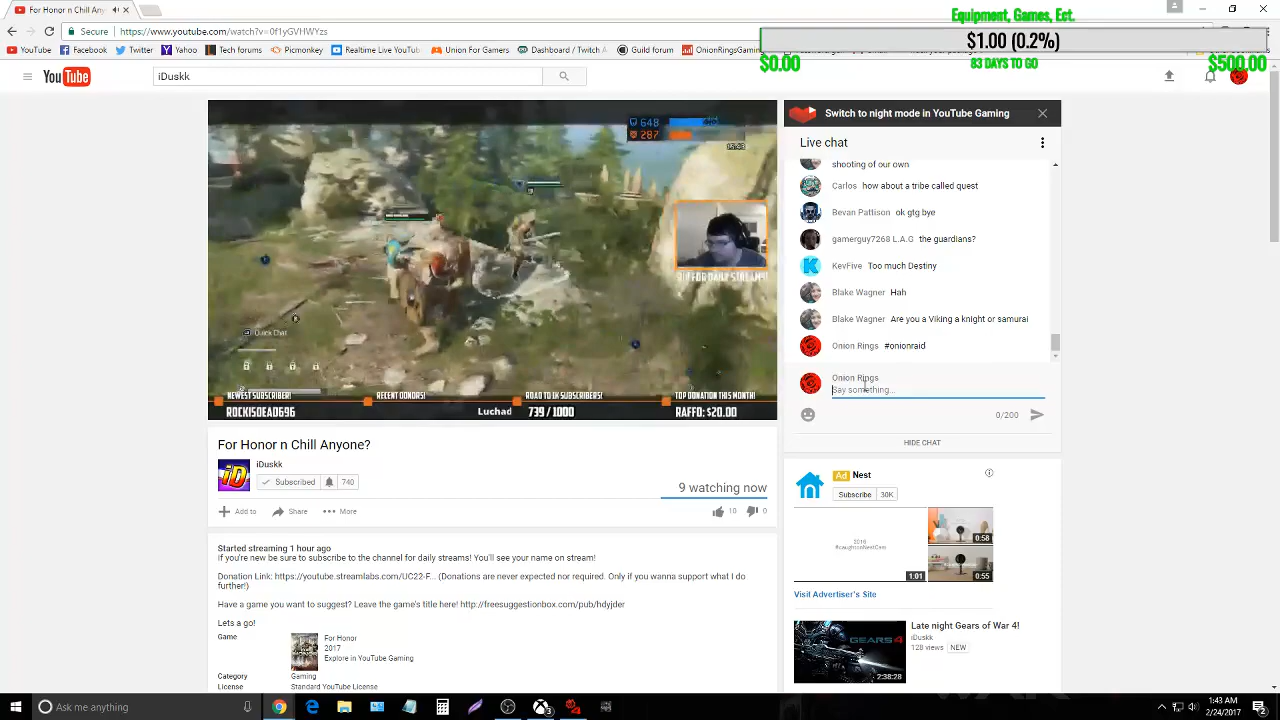 For Honor n Chill Anyone?
Equipment, Games, Ect.
$1.00 (0.2%)
$0.00
83 DAYS TO GO
$500.00
Secure
https://www.youtube.com/watch?v=0f1yGVHWYzs
YouTube
Facebook
Twitter
Tech forums
Projects
Realtime YouTube Live
Union For Gamers
Dashboard / Twitch A
Guild forum
OnionRingsGaming
YouTube
iDuskk
648
287
Quick Chat
NEWEST SUBSCRIBER!
RECENT DONORS!
ROAD TO 1K SUBSCRIBERS!
TOP DONATION THIS MONTH!
ROCKISDEAD696
Luchad
739 / 1000
RAFFO: $20.00
Switch to night mode in YouTube Gaming
Live chat
shooting of our own
Carlos how about a tribe called quest
Bevan Pattison ok gtg bye
gamerguy7268 L.A.G the guardians?
KevFive Too much Destiny
Blake Wagner Hah
Blake Wagner Are you a Viking a knight or samurai
Onion Rings #onionraid
Onion Rings
Say something...
0/200
HIDE CHAT
For Honor n Chill Anyone?
iDuskk
Subscribed
740
9 watching now
Add to
Share
More
10
0
Started streaming 1 hour ago
If you're new be sure to subscribe to the channel for daily streams! You'll see your name on stream!
Donation Link: https://youtube.streamlabs.com/UC22-F... (Donations are never expected nor required. Only if you wanna support what I do
further!)
Have a game you want to suggest? Leave the game's title here! http://freesuggestionbox.com/pub/hdyjder
Lets a go!
Game
For Honor
2017
Explore in YouTube Gaming
Category
Gaming
License
Standard YouTube License
Ad Nest
Subscribe
30K
2016
#caughtonNestCam
1:01
0:58
0:55
Visit Advertiser's Site
Late night Gears of War 4!
iDuskk
128 views
NEW
GEARS 4
2:38:28
Ask me anything
1:43 AM
2/24/2017